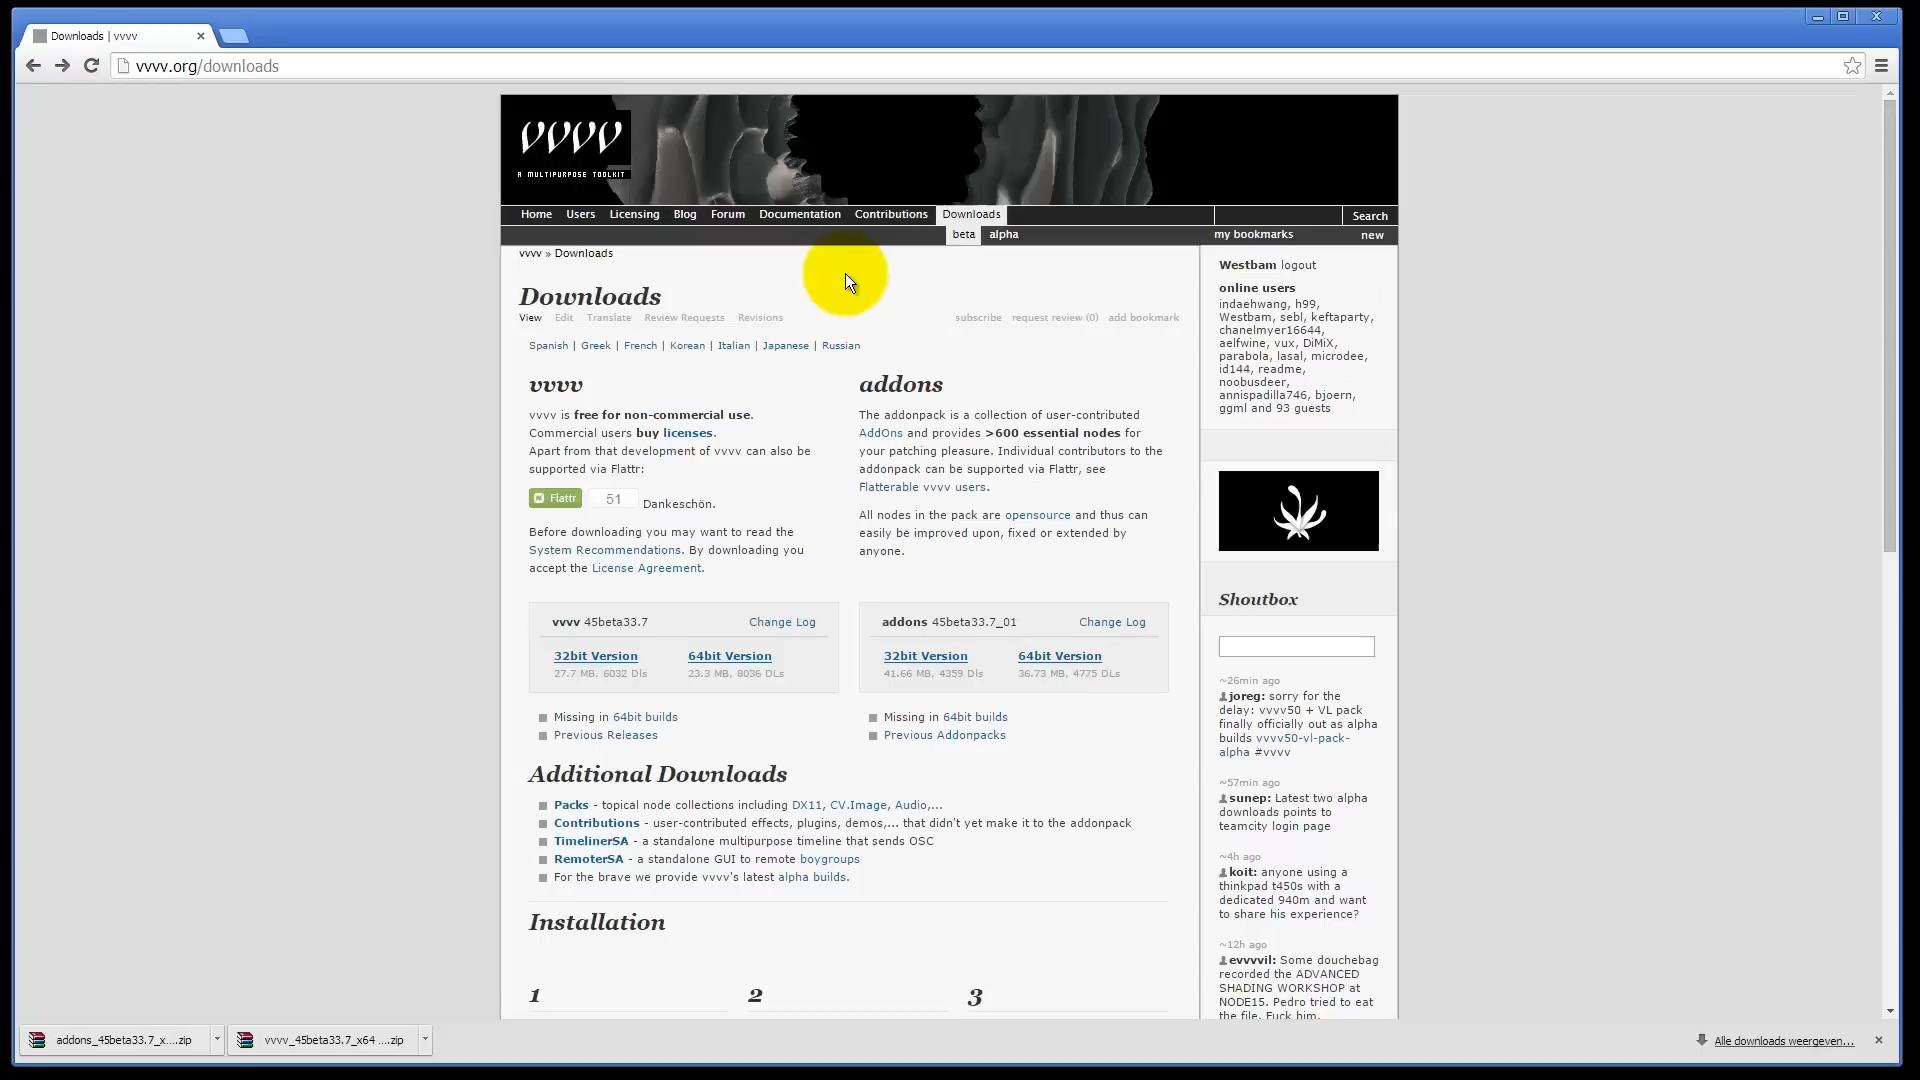 Downloads | vvvv
vvvv.org/downloads
vvvv
A MULTIPURPOSE TOOLKIT
Home Users Licensing Blog Forum Documentation Contributions Downloads Search
beta alpha my bookmarks new
vvvv » Downloads
Downloads
View Edit Translate Review Requests Revisions subscribe request review (0) add bookmark
Spanish | Greek | French | Korean | Italian | Japanese | Russian
vvvv
vvvv is free for non-commercial use.
Commercial users buy licenses.
Apart from that development of vvvv can also be
supported via Flattr:
Flattr 51 Dankeschön.
Before downloading you may want to read the
System Recommendations. By downloading you
accept the License Agreement.
addons
The addonpack is a collection of user-contributed
AddOns and provides >600 essential nodes for
your patching pleasure. Individual contributors to the
addonpack can be supported via Flattr, see
Flatterable vvvv users.
All nodes in the pack are opensource and thus can
easily be improved upon, fixed or extended by
anyone.
vvvv 45beta33.7 Change Log
32bit Version 64bit Version
27.7 MB, 6032 Dls 23.3 MB, 8036 DLs
Missing in 64bit builds
Previous Releases
addons 45beta33.7_01 Change Log
32bit Version 64bit Version
41.66 MB, 4359 Dls 36.73 MB, 4775 DLs
Missing in 64bit builds
Previous Addonpacks
Additional Downloads
Packs - topical node collections including DX11, CV.Image, Audio,...
Contributions - user-contributed effects, plugins, demos,... that didn't yet make it to the addonpack
TimelinerSA - a standalone multipurpose timeline that sends OSC
RemoterSA - a standalone GUI to remote boygroups
For the brave we provide vvvv's latest alpha builds.
Installation
1 2 3
Westbam logout
online users
indaehwang, h99,
Westbam, sebl, keftaparty,
chanelmyer16644,
aelfwine, vux, DiMiX,
parabola, lasal, microdee,
id144, readme,
noobusdeer,
annispadilla746, bjoern,
ggml and 93 guests
Shoutbox
~26min ago
joreg: sorry for the
delay: vvvv50 + VL pack
finally officially out as alpha
builds vvvv50-vl-pack-
alpha #vvvv
~57min ago
sunep: Latest two alpha
downloads points to
teamcity login page
~4h ago
koit: anyone using a
thinkpad t450s with a
dedicated 940m and want
to share his experience?
~12h ago
evvvvil: Some douchebag
recorded the ADVANCED
SHADING WORKSHOP at
NODE15. Pedro tried to eat
the file. Fuck him.
addons_45beta33.7_x....zip vvvv_45beta33.7_x64 ....zip Alle downloads weergeven...